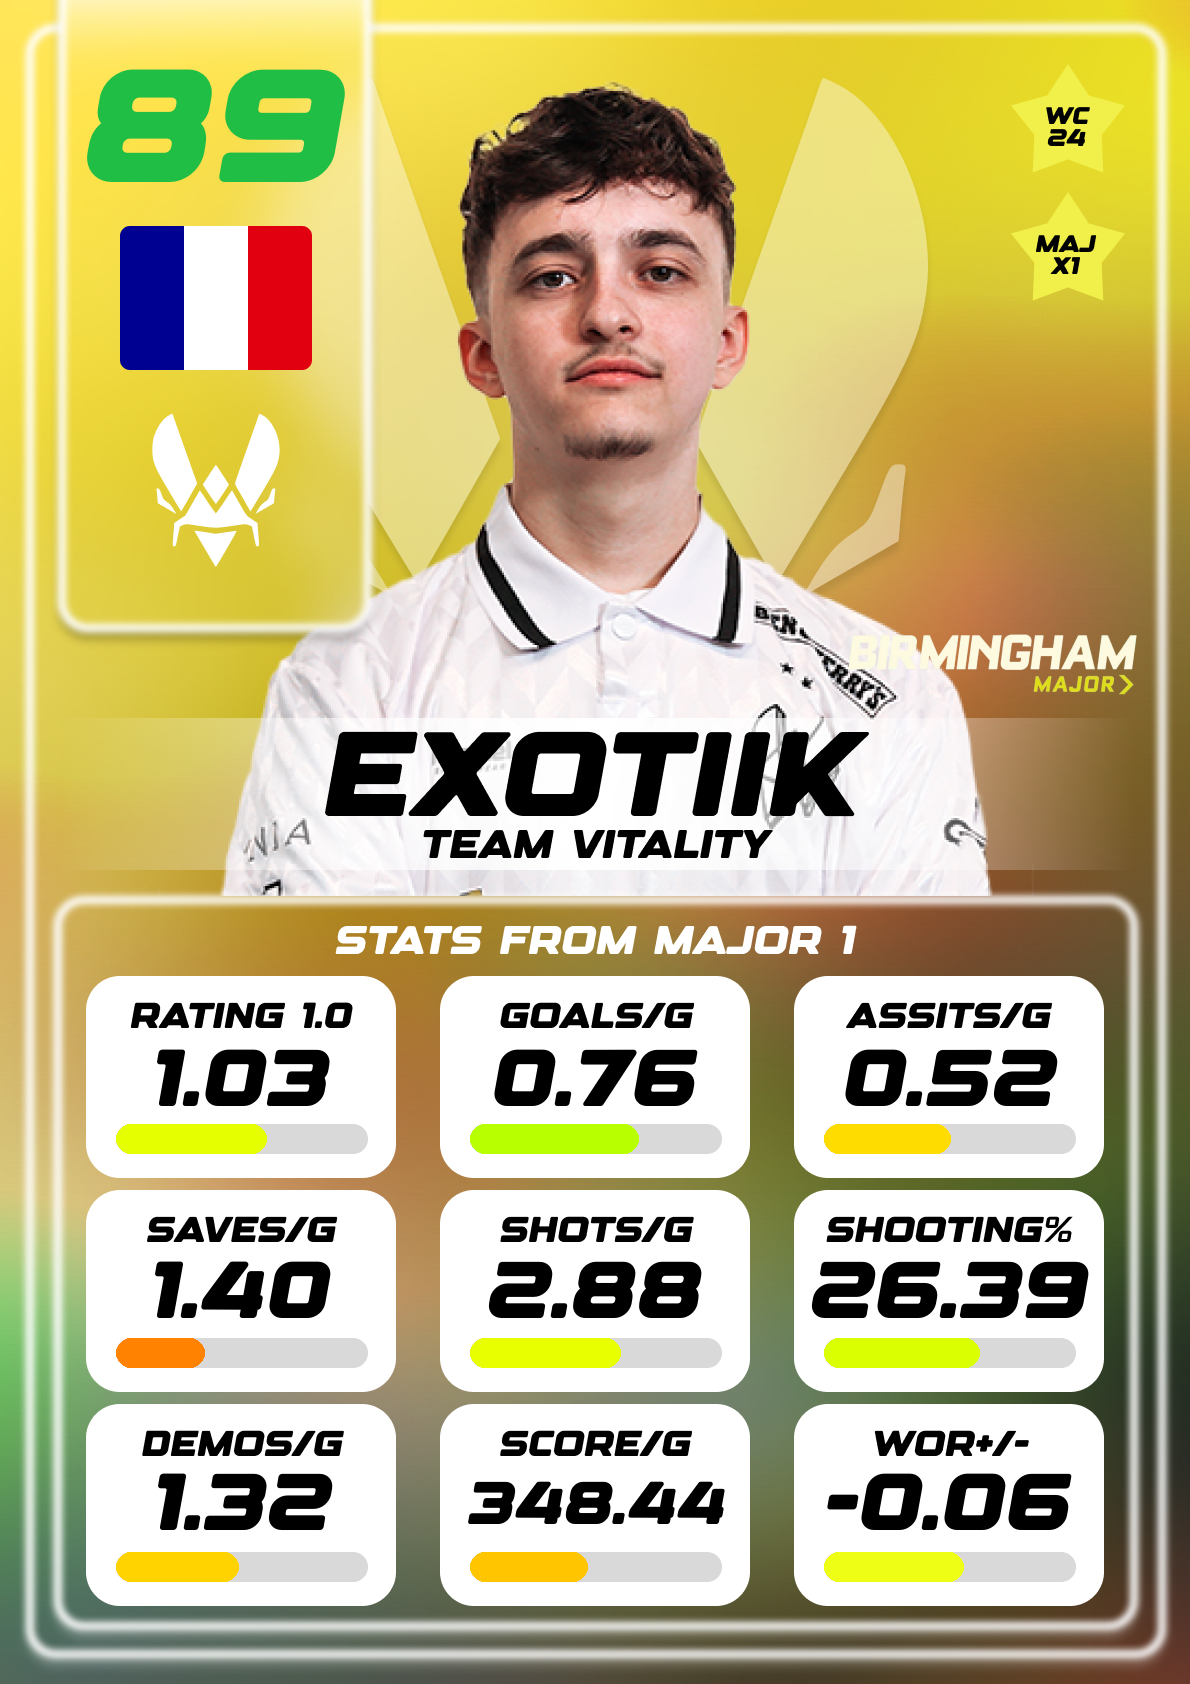 89
WC
24
MAJ
X1
BEN &
JERRY'S
BIRMINGHAM
MAJOR
EXOTIIK
TEAM VITALITY
STATS FROM MAJOR 1
RATING 1.0
1.03
GOALS/G
0.76
ASSITS/G
0.52
SAVES/G
1.40
SHOTS/G
2.88
SHOOTING%
26.39
DEMOS/G
1.32
SCORE/G
348.44
WOR+/-
-0.06